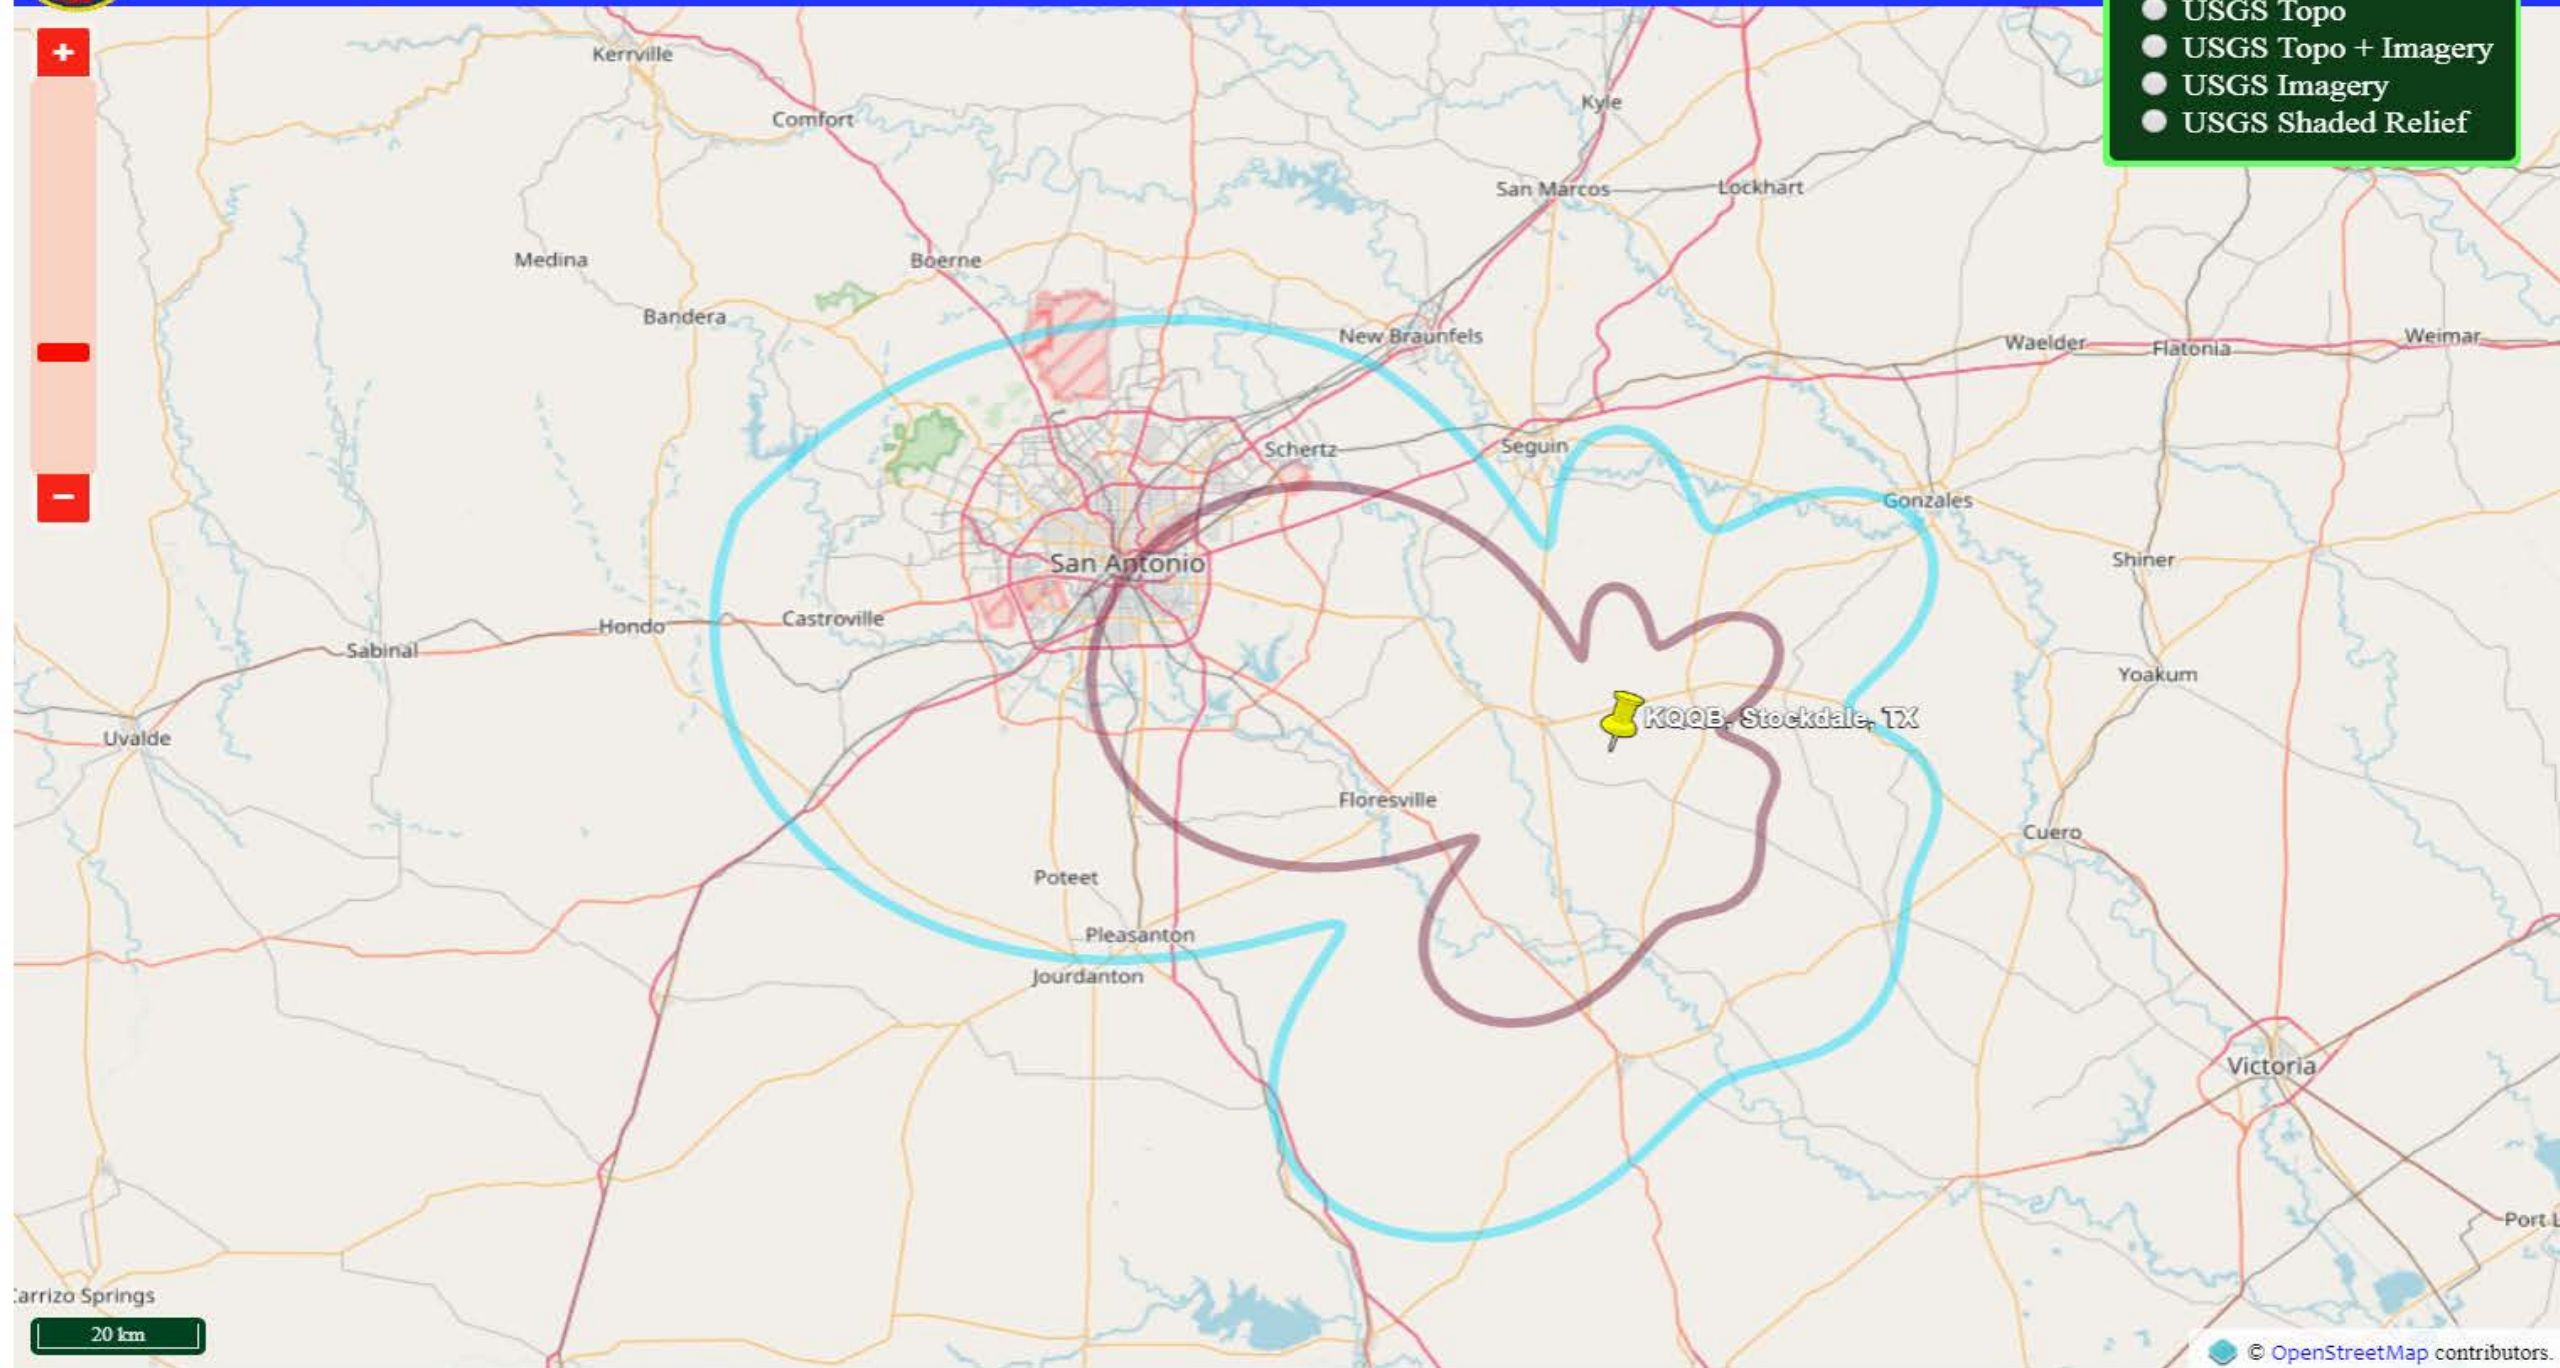 USGS Topo
+
Kerrville
USGS Topo + Imagery
USGS Imagery
Kyle
Comfort
USGS Shaded Relief
San Marcos
Lockhart
Medina
Boerne
Bandera
New Braunfels
Waelder
Flatonia
Weimar
Schertz
Seguin
−
Gonzales
San Antonio
Shiner
Castroville
Hondo
Sabinal
Yoakum
KQQB, Stockdale, TX
Uvalde
Floresville
Cuero
Poteet
Pleasanton
Jourdanton
Victoria
Port L
Carrizo Springs
20 km
© OpenStreetMap contributors.